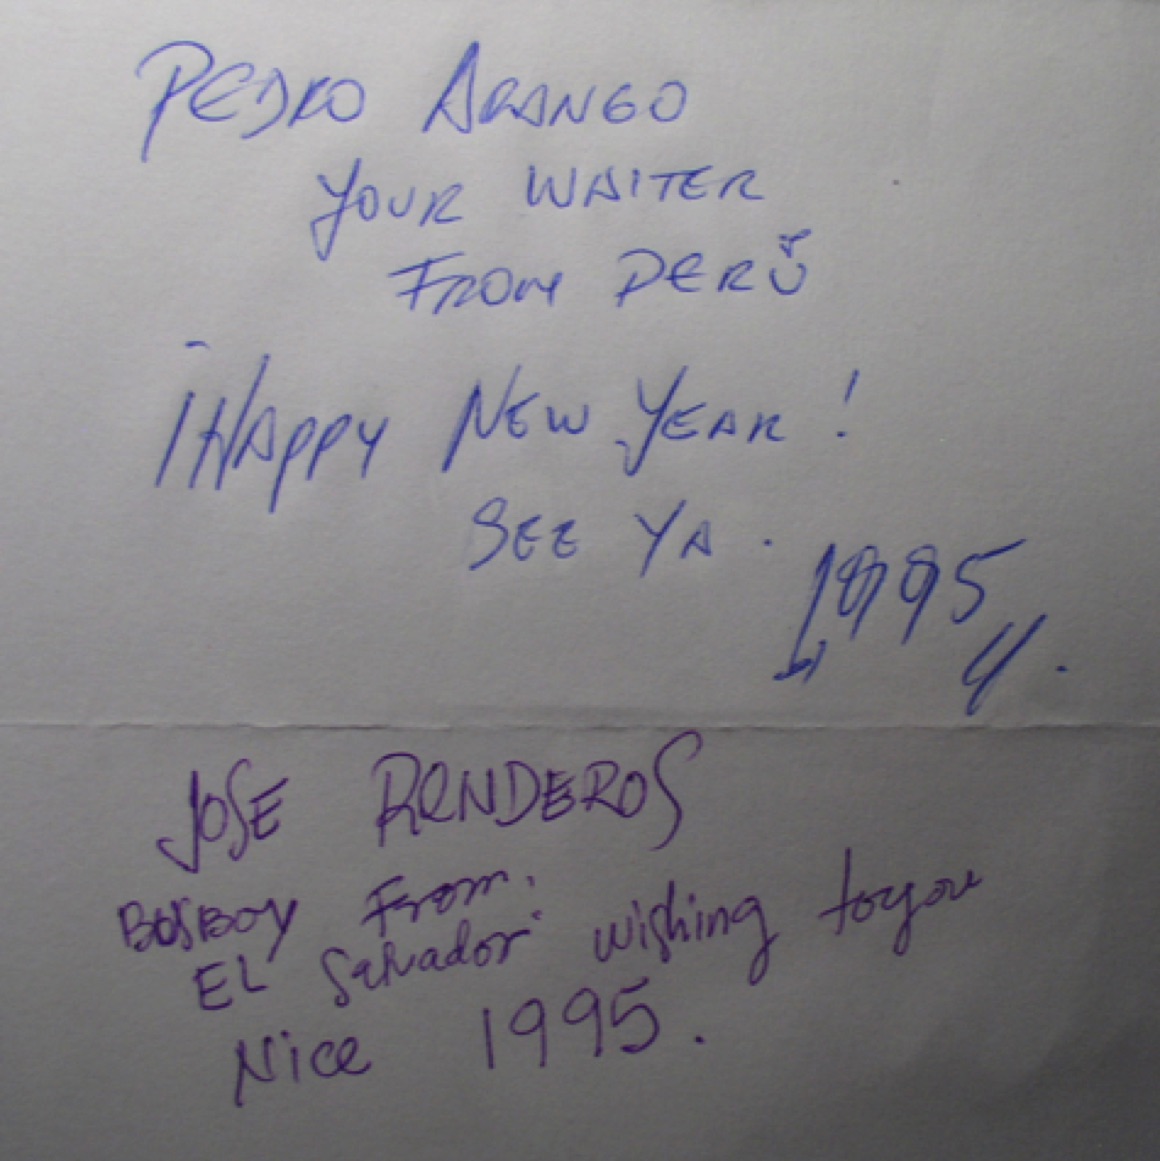 PEDRO ARANGO
YOUR WAITER
FROM PERÚ
¡HAPPY NEW YEAR!
SEE YA.
1995
JOSE RENDEROS
BUSBOY From.
EL Salvador wishing to you
Nice 1995.